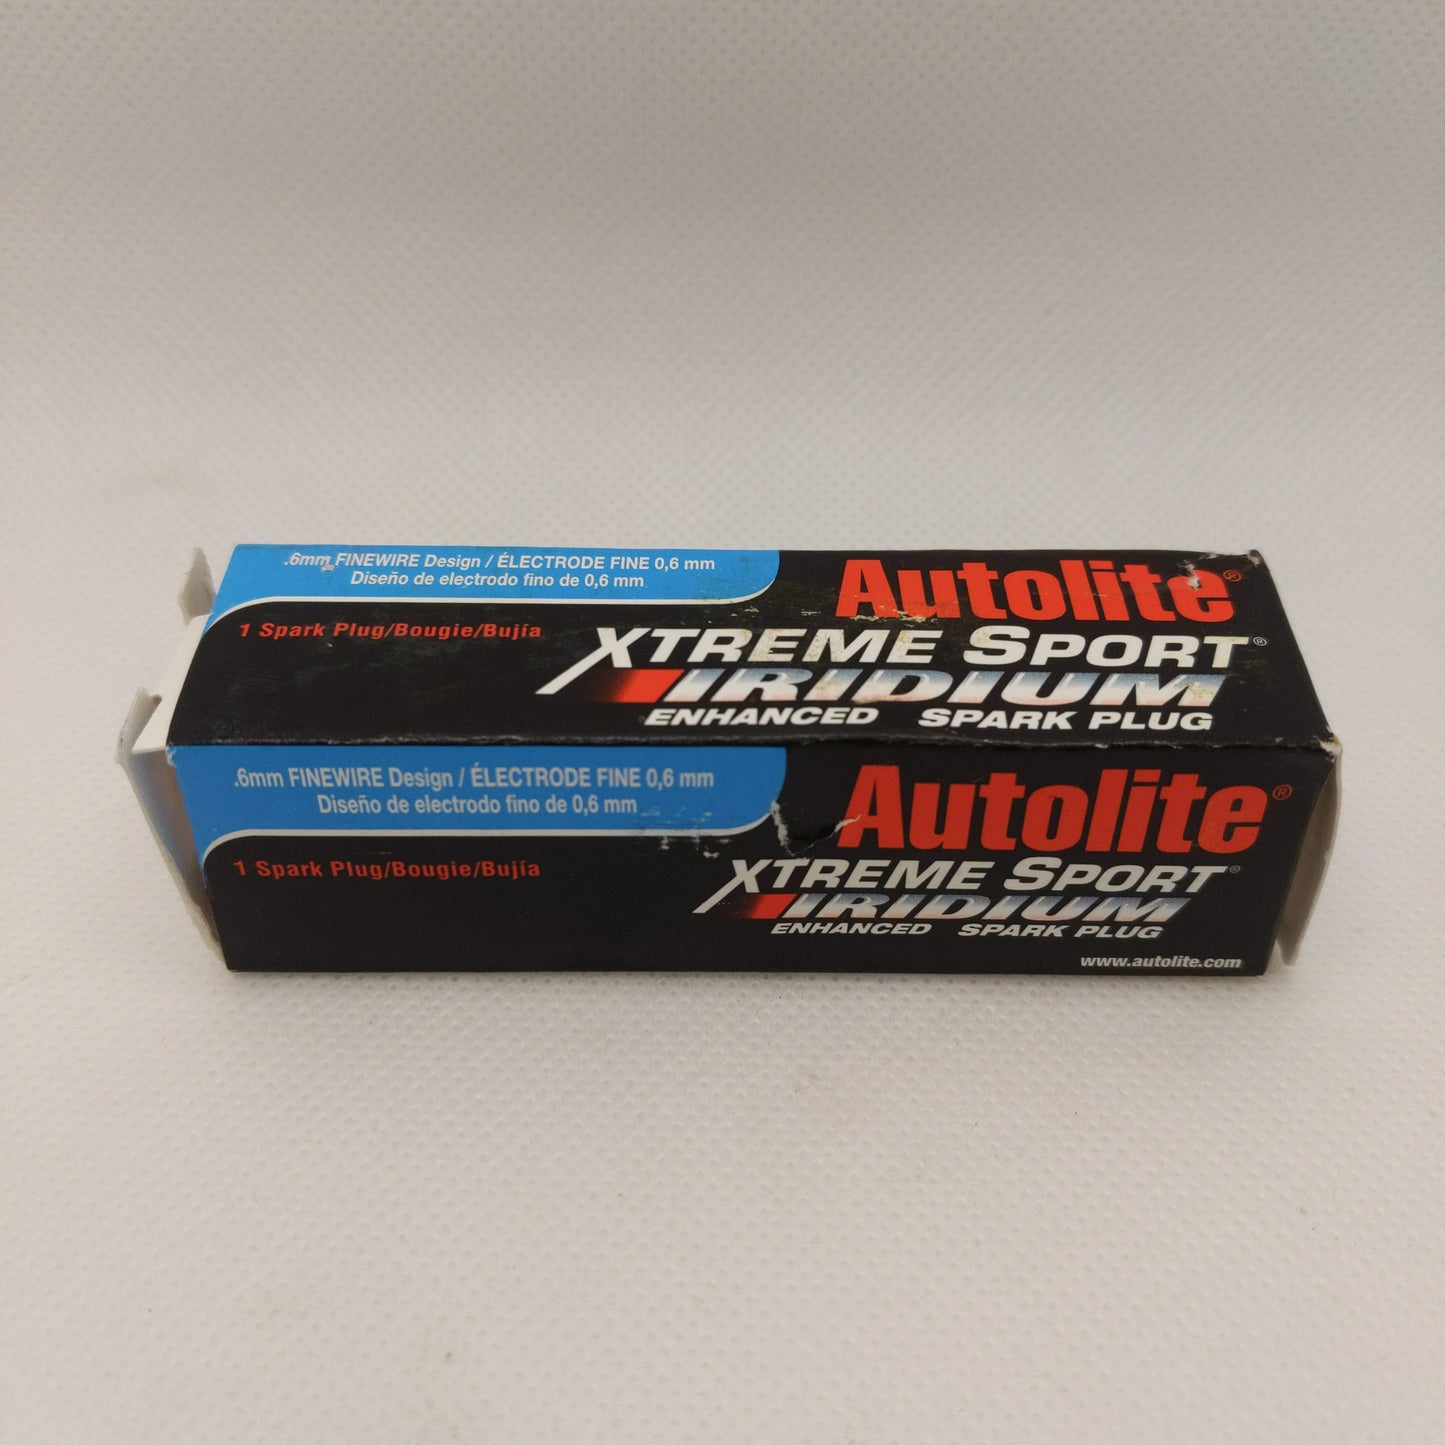 .6mm FINEWIRE Design / ÉLECTRODE FINE 0,6 mm
Diseño de electrodo fino de 0,6 mm
1 Spark Plug/Bougie/Bujía
Autolite®
XTREME SPORT®
IRIDIUM
ENHANCED SPARK PLUG
.6mm FINEWIRE Design / ÉLECTRODE FINE 0,6 mm
Diseño de electrodo fino de 0,6 mm
1 Spark Plug/Bougie/Bujía
Autolite®
XTREME SPORT®
IRIDIUM
ENHANCED SPARK PLUG
www.autolite.com